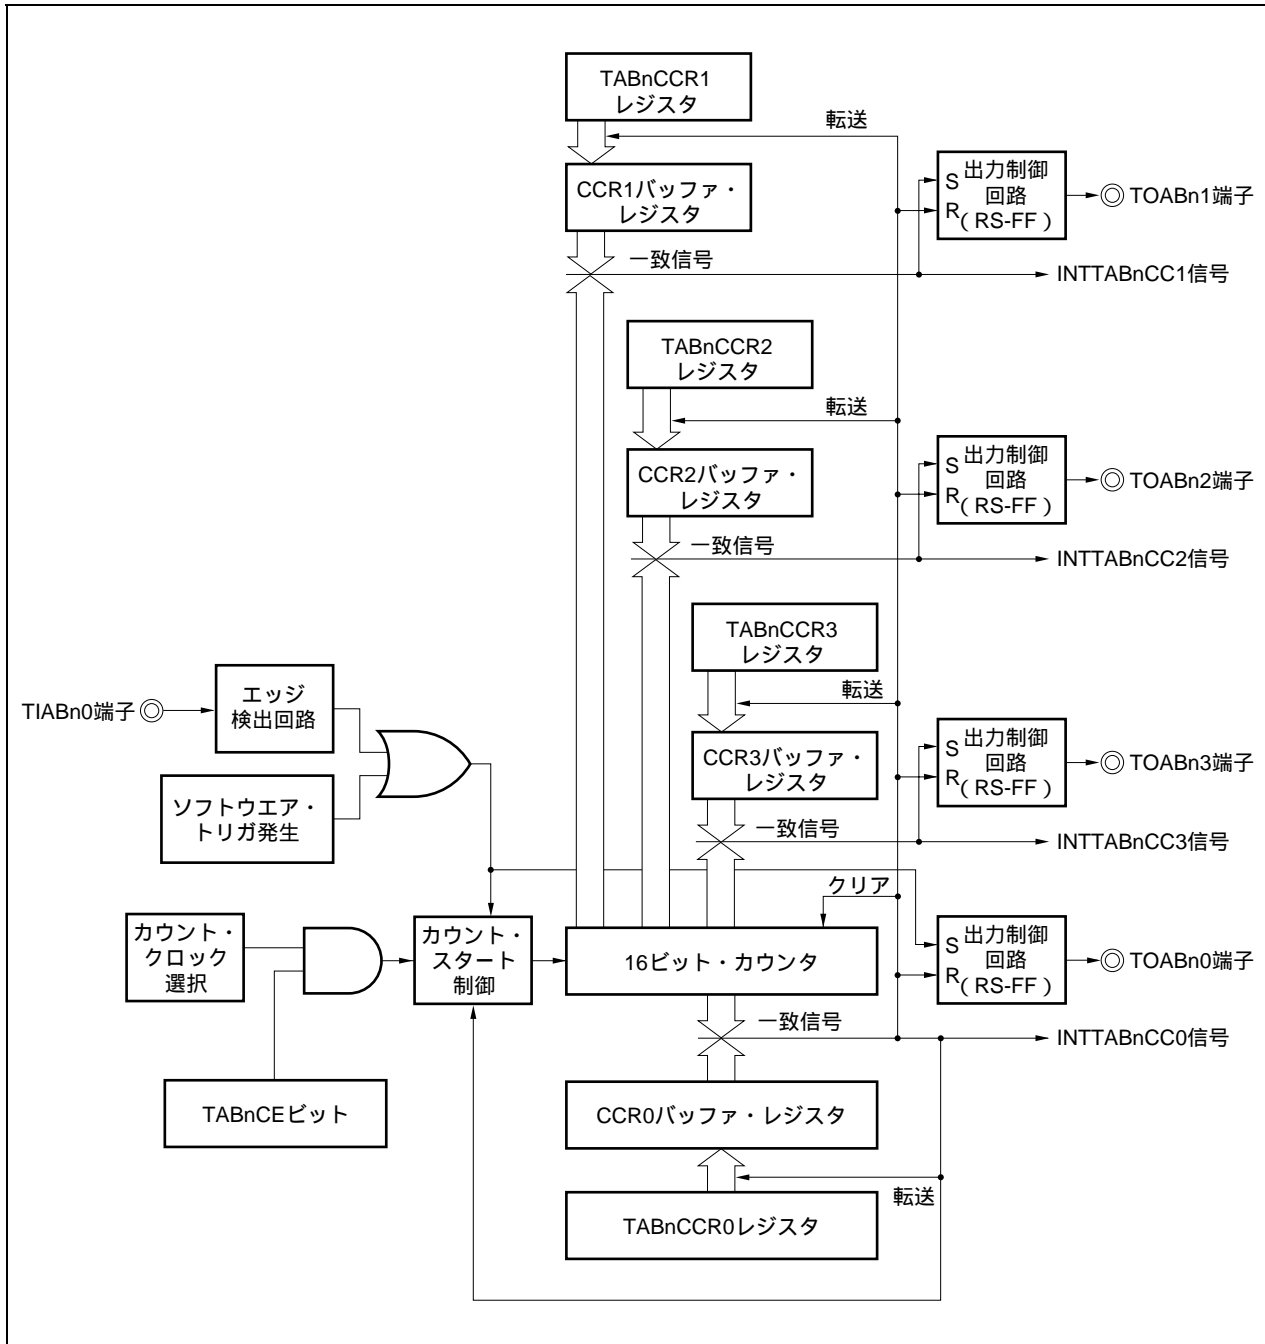 TABnCCR1
レジスタ
転送
CCR1バッファ・
レジスタ
S 出力制御
回路
R (RS-FF)
TOABn1端子
一致信号
INTTABnCC1信号
TABnCCR2
レジスタ
転送
CCR2バッファ・
レジスタ
S 出力制御
回路
R (RS-FF)
TOABn2端子
一致信号
INTTABnCC2信号
TABnCCR3
レジスタ
転送
TIABn0端子
エッジ
検出回路
CCR3バッファ・
レジスタ
S 出力制御
回路
R (RS-FF)
TOABn3端子
ソフトウエア・
トリガ発生
一致信号
INTTABnCC3信号
クリア
カウント・
クロック
選択
カウント・
スタート
制御
16ビット・カウンタ
S 出力制御
回路
R (RS-FF)
TOABn0端子
一致信号
INTTABnCC0信号
TABnCEビット
CCR0バッファ・レジスタ
転送
TABnCCR0レジスタ